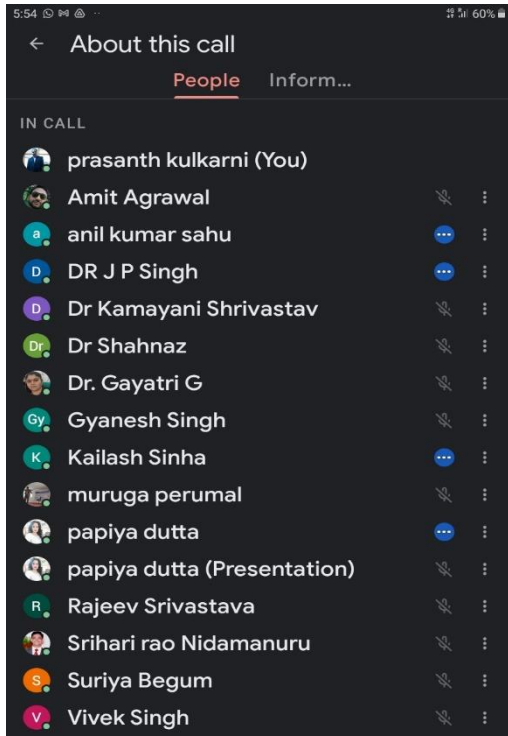 5:54 60%
← About this call
People Inform...
IN CALL
prasanth kulkarni (You)
Amit Agrawal
a anil kumar sahu
D DR J P Singh
D Dr Kamayani Shrivastav
Dr Dr Shahnaz
Dr. Gayatri G
Gy Gyanesh Singh
K Kailash Sinha
muruga perumal
papiya dutta
papiya dutta (Presentation)
R Rajeev Srivastava
Srihari rao Nidamanuru
S Suriya Begum
V Vivek Singh